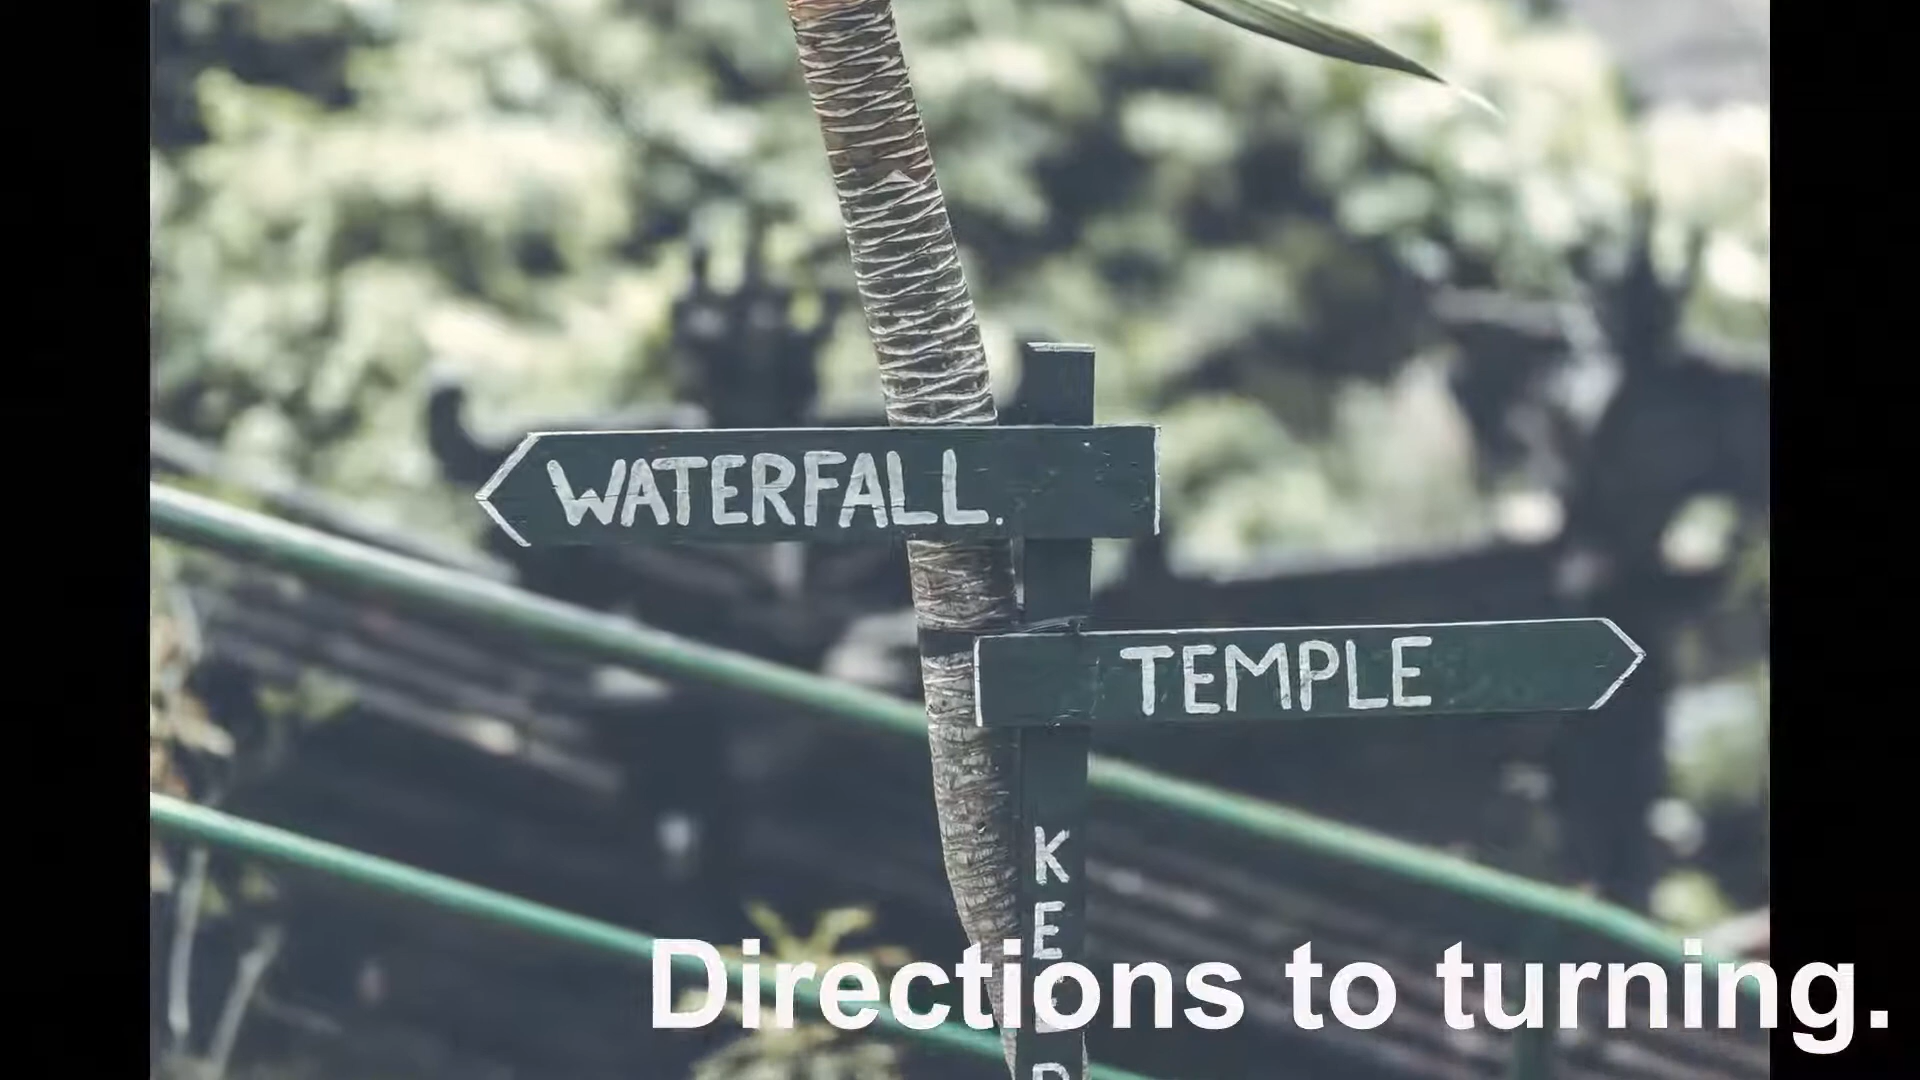 WATERFALL.
TEMPLE
K
E
Directions to turning.